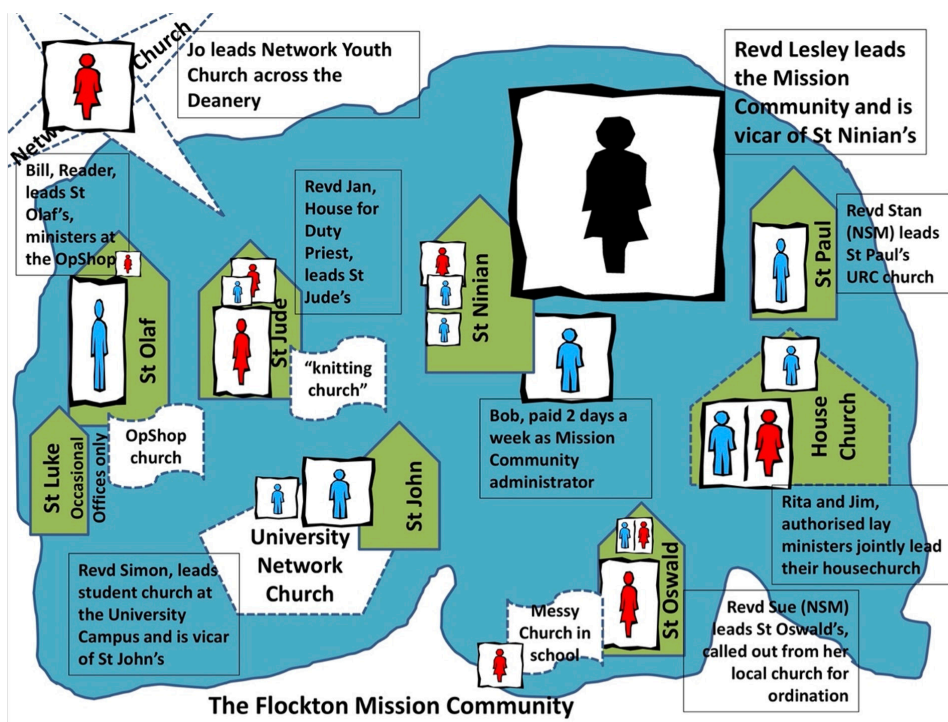 Network
Church
Jo leads Network Youth
Church across the
Deanery
Revd Lesley leads
the Mission
Community and is
vicar of St Ninian’s
Bill, Reader,
leads St
Olaf’s,
ministers at
the OpShop
Revd Jan,
House for
Duty
Priest,
leads St
Jude’s
Revd Stan
(NSM) leads
St Paul’s
URC church
St Olaf
St Jude
St Ninian
St Paul
“knitting
church”
OpShop
church
St Luke
Occasional
Offices only
Bob, paid 2 days a
week as Mission
Community
administrator
House
Church
St John
University
Network
Church
Rita and Jim,
authorised lay
ministers jointly lead
their housechurch
Revd Simon, leads
student church at
the University
Campus and is vicar
of St John’s
Messy
Church in
school
St Oswald
Revd Sue (NSM)
leads St Oswald’s,
called out from her
local church for
ordination
The Flockton Mission Community